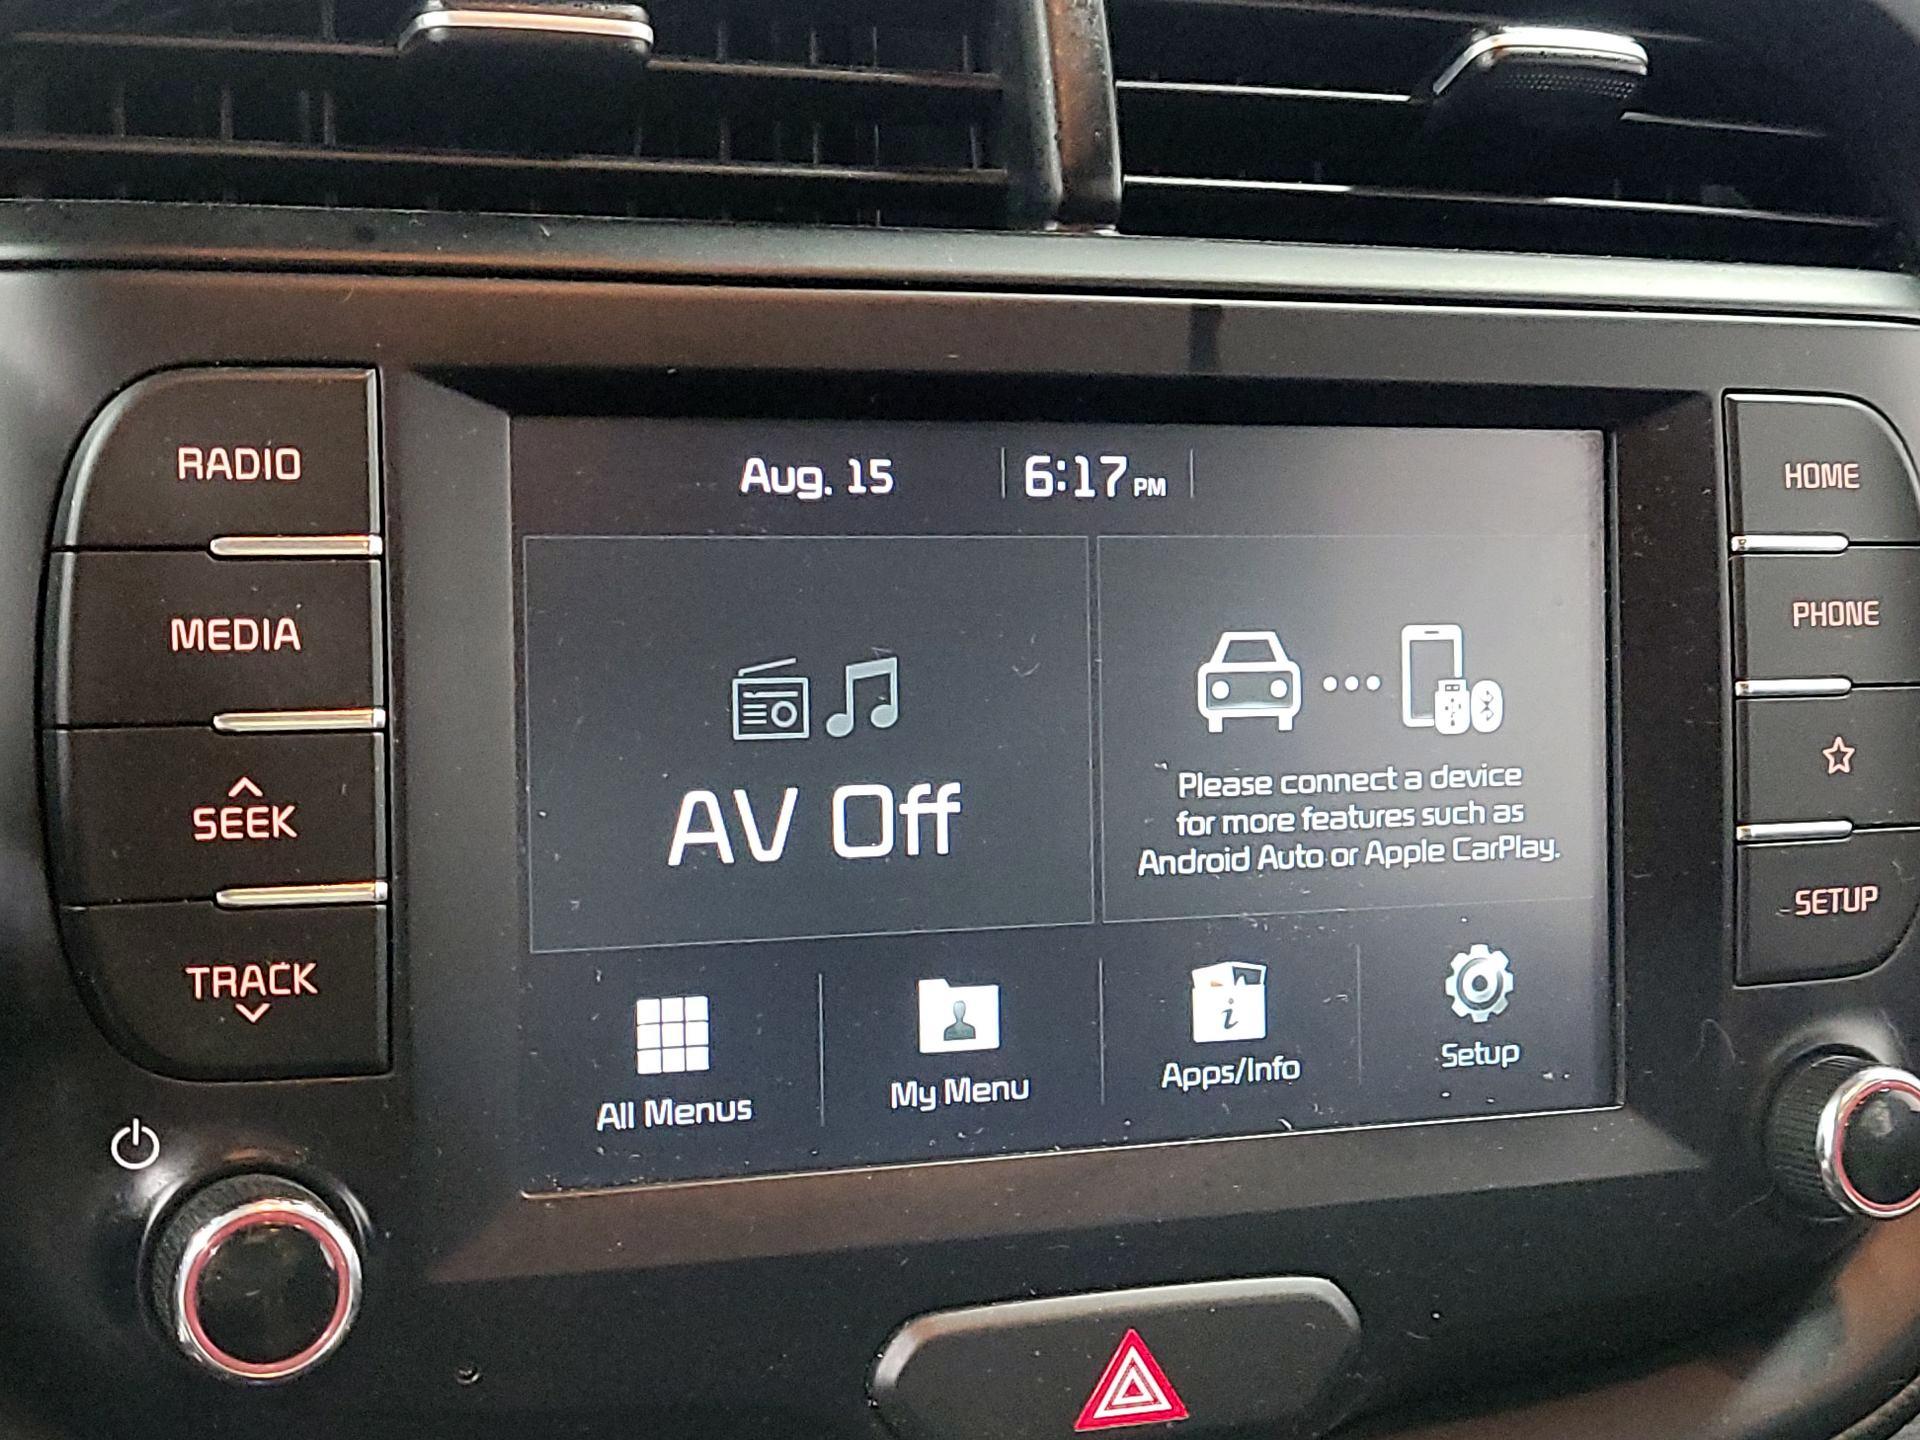 RADIO
MEDIA
SEEK
TRACK
Aug. 15
6:17 PM
AV Off
Please connect a device
for more features such as
Android Auto or Apple CarPlay.
All Menus
My Menu
i
Apps/Info
Setup
HOME
PHONE
SETUP